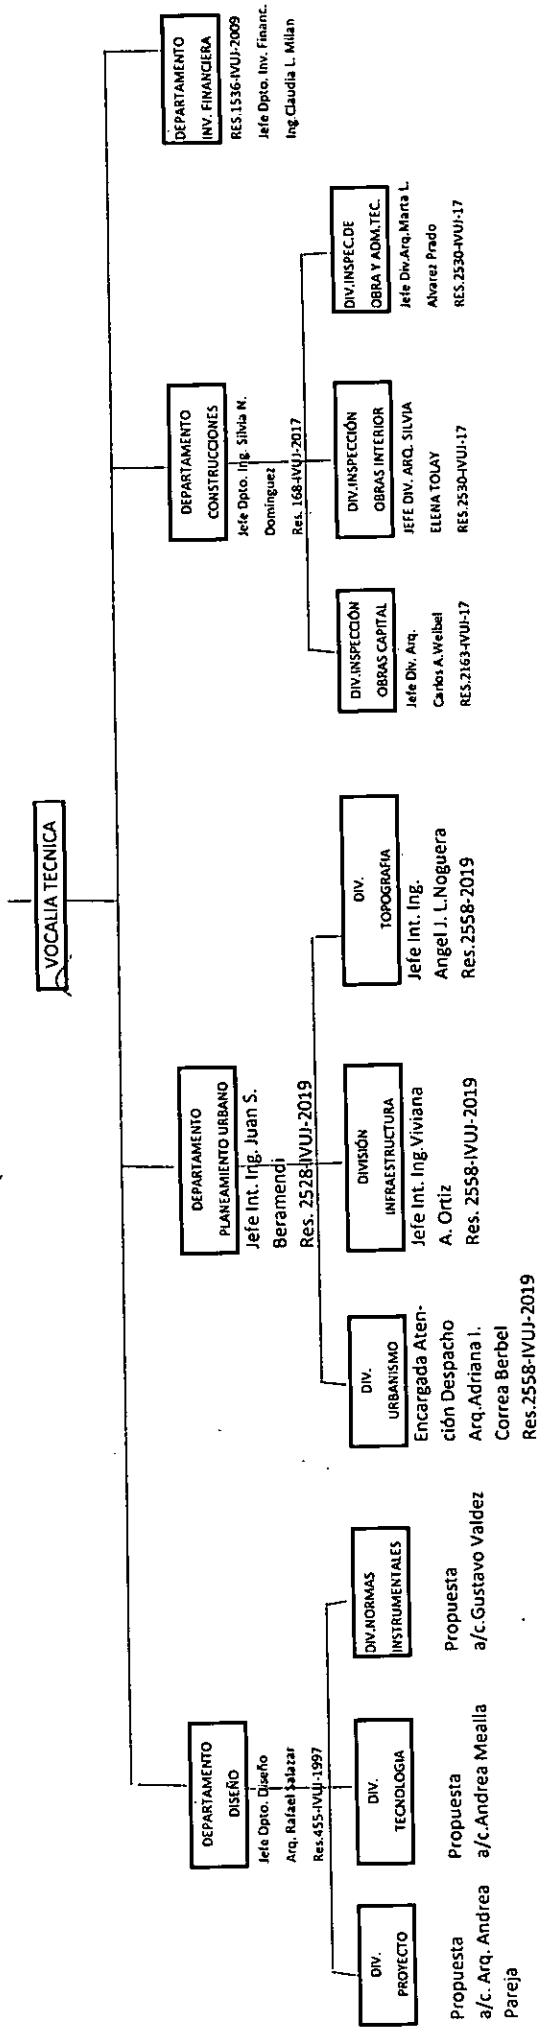 VOCALIA TECNICA
DEPARTAMENTO
DISEÑO
Jefe Dpto. Diseño
Arq. Rafael Salazar
Res.455-IVUJ-1997
DIV.
PROYECTO
Propuesta
a/c. Arq. Andrea
Pareja
DIV.
TECNOLOGIA
Propuesta
a/c.Andrea Mealla
DIV.NORMAS
INSTRUMENTALES
Propuesta
a/c.Gustavo Valdez
DEPARTAMENTO
PLANEAMIENTO URBANO
Jefe Int. Ing. Juan S.
Beramendi
Res. 2528-IVUJ-2019
DIV.
URBANISMO
Encargada Aten-
ción Despacho
Arq.Adriana I.
Correa Berbel
Res.2558-IVUJ-2019
DIVISIÓN
INFRAESTRUCTURA
Jefe Int. Ing.Viviana
A. Ortiz
Res. 2558-IVUJ-2019
DIV.
TOPOGRAFIA
Jefe Int. Ing.
Angel J. L.Noguera
Res.2558-2019
DEPARTAMENTO
CONSTRUCCIONES
Jefe Dpto. Ing. Silvia N.
Dominguez
Res. 168-IVUJ-2017
DIV.INSPECCIÓN
OBRAS CAPITAL
Jefe Div. Arq.
Carlos A.Weibel
RES.2163-IVUJ-17
DIV.INSPECCIÓN
OBRAS INTERIOR
JEFE DIV. ARQ. SILVIA
ELENA TOLAY
RES.2530-IVUJ-17
DIV.INSPEC.DE
OBRA Y ADM.TEC.
Jefe Div.Arq.Marta L.
Alvarez Prado
RES.2530-IVUJ-17
DEPARTAMENTO
INV. FINANCIERA
RES.1536-IVUJ-2009
Jefe Dpto. Inv. Financ.
Ing.Claudia L. Milan